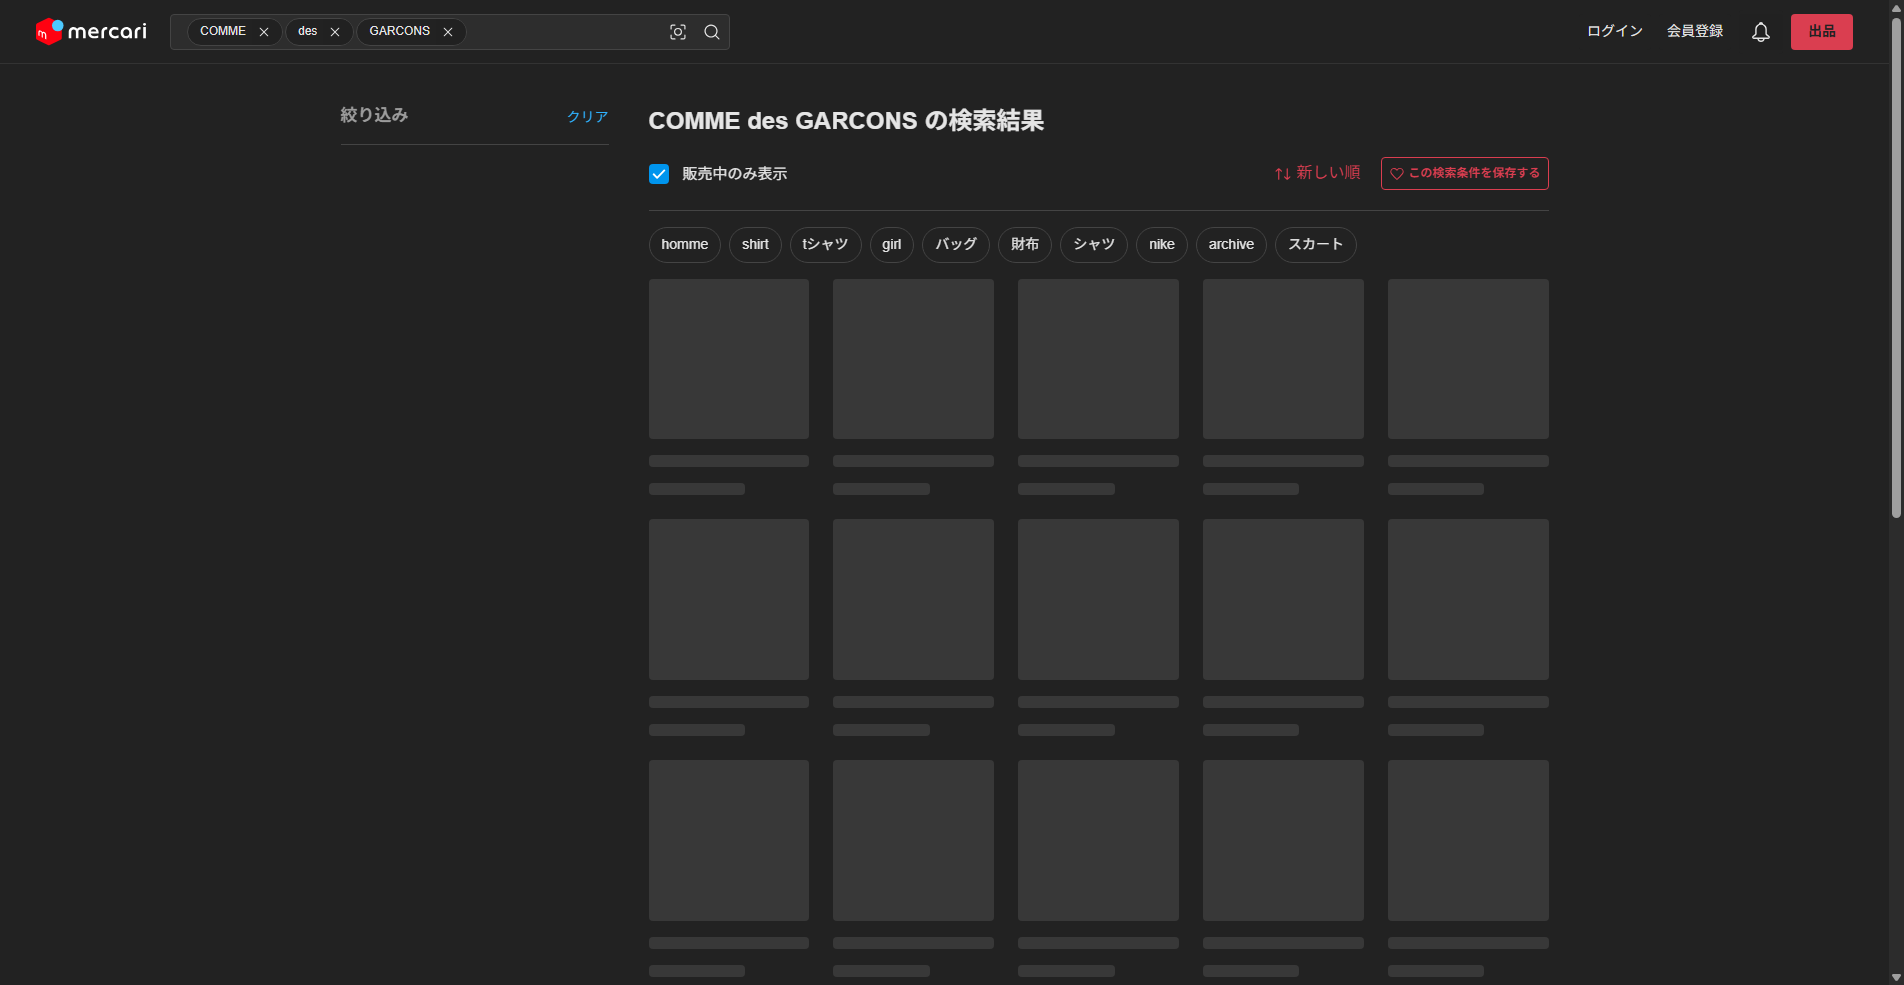 mercari
COMME des GARCONS
ログイン 会員登録 出品
絞り込み クリア
COMME des GARCONS の検索結果
販売中のみ表示 新しい順 この検索条件を保存する
homme shirt tシャツ girl バッグ 財布 シャツ nike archive スカート